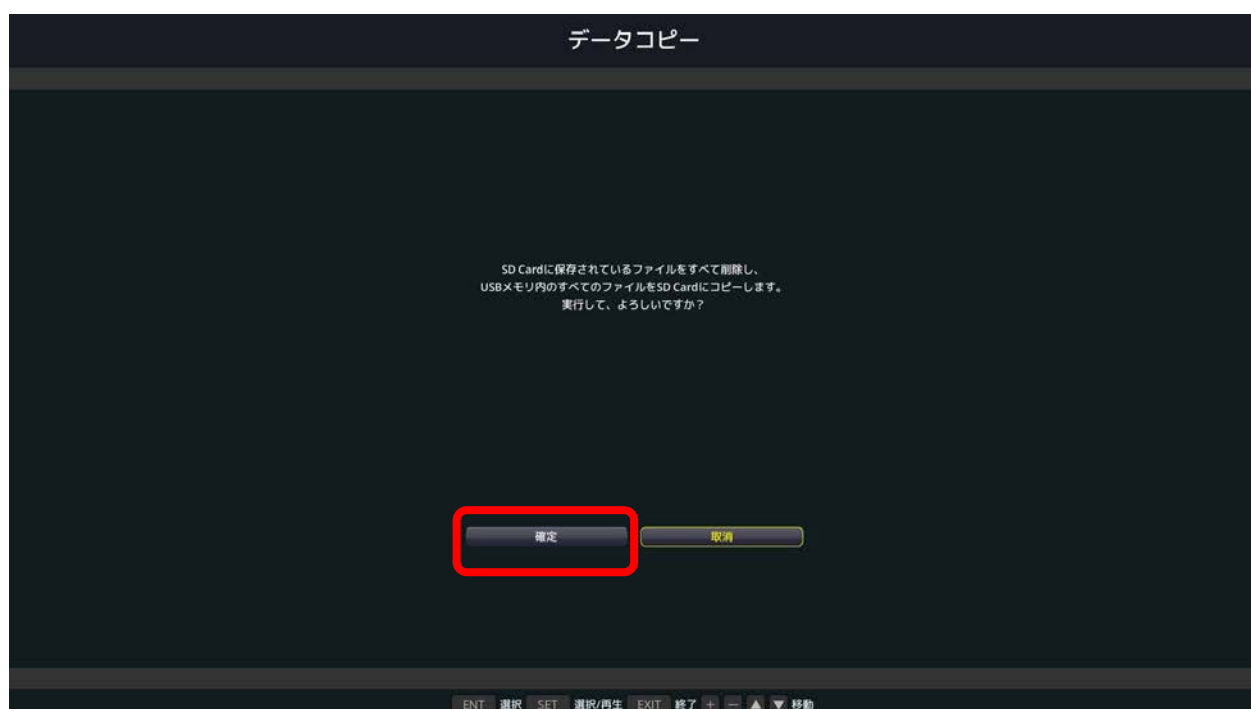 データコピー
SD Cardに保存されているファイルをすべて削除し、
USBメモリ内のすべてのファイルをSD Cardにコピーします。
実行して、よろしいですか?
確定 取消
ENT 選択 SET 選択/再生 EXIT 終了 + － ▲ ▼ 移動